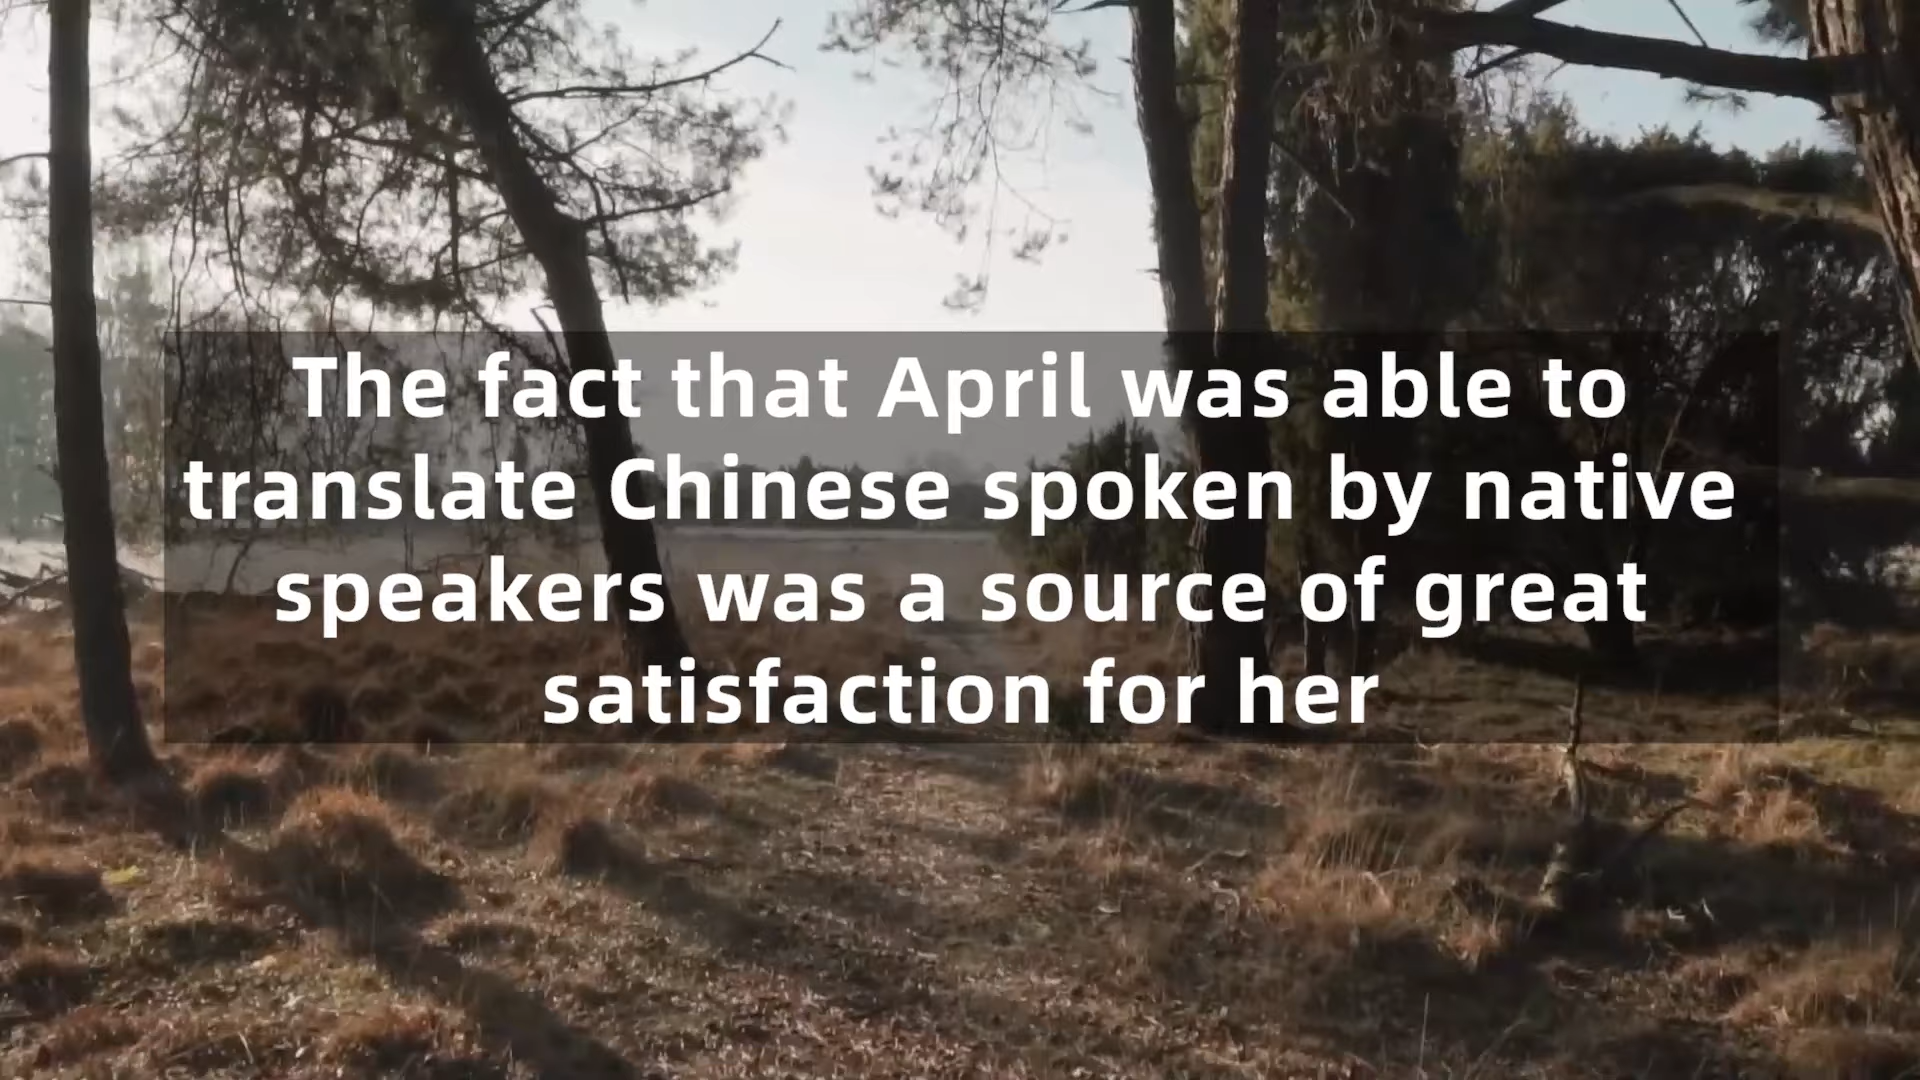 The fact that April was able to
translate Chinese spoken by native
speakers was a source of great
satisfaction for her